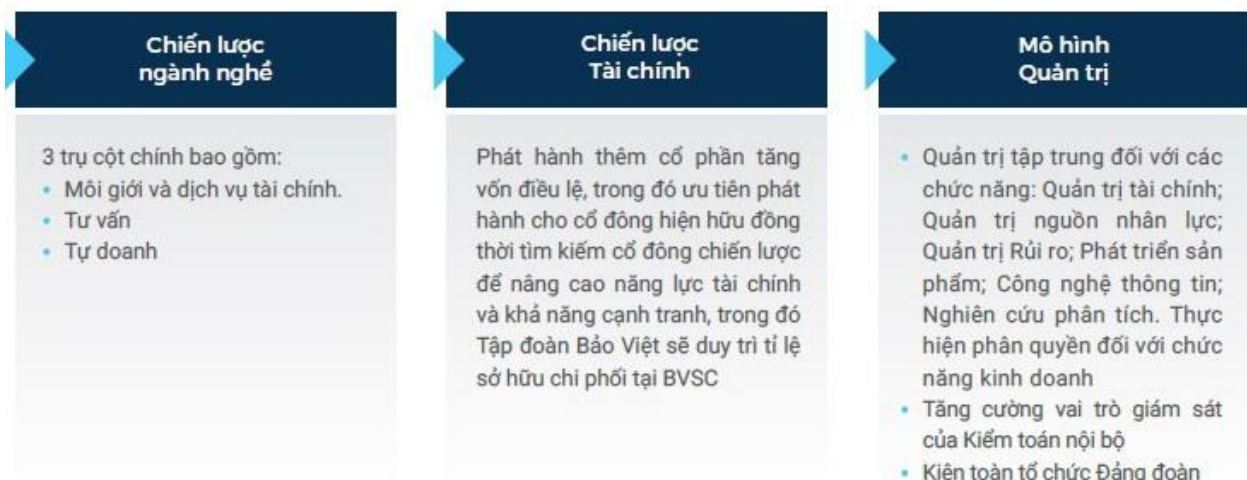 Chiến lược
ngành nghề
3 trụ cột chính bao gồm:
• Môi giới và dịch vụ tài chính.
• Tư vấn
• Tự doanh
Chiến lược
Tài chính
Phát hành thêm cổ phần tăng
vốn điều lệ, trong đó ưu tiên phát
hành cho cổ đông hiện hữu đồng
thời tìm kiếm cổ đông chiến lược
để nâng cao năng lực tài chính
và khả năng cạnh tranh, trong đó
Tập đoàn Bảo Việt sẽ duy trì tỉ lệ
sở hữu chi phối tại BVSC
Mô hình
Quản trị
• Quản trị tập trung đối với các
chức năng: Quản trị tài chính;
Quản trị nguồn nhân lực;
Quản trị Rủi ro; Phát triển sản
phẩm; Công nghệ thông tin;
Nghiên cứu phân tích. Thực
hiện phân quyền đối với chức
năng kinh doanh
• Tăng cường vai trò giám sát
của Kiểm toán nội bộ
• Kiện toàn tổ chức Đảng đoàn